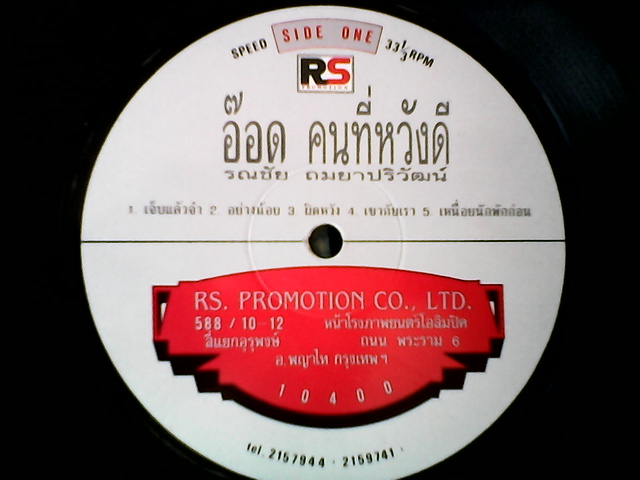 SPEED SIDE ONE 33 1/3 RPM
RS
PROMOTION
อ๊อด คนที่หวังดี
รณชัย ถมยาปริวัฒน์
1. เจ็บแล้วจำ 2. อย่างน้อย 3. ผิดหวัง 4. เขากับเรา 5. เหนื่อยนักพักก่อน
RS. PROMOTION CO., LTD.
588 / 10-12 หน้าโรงภาพยนตร์โอลิมปิค
สี่แยกอุรุพงษ์ ถนน พระราม 6
อ. พญาไท กรุงเทพฯ
10400
tel. 2157944 - 2159741